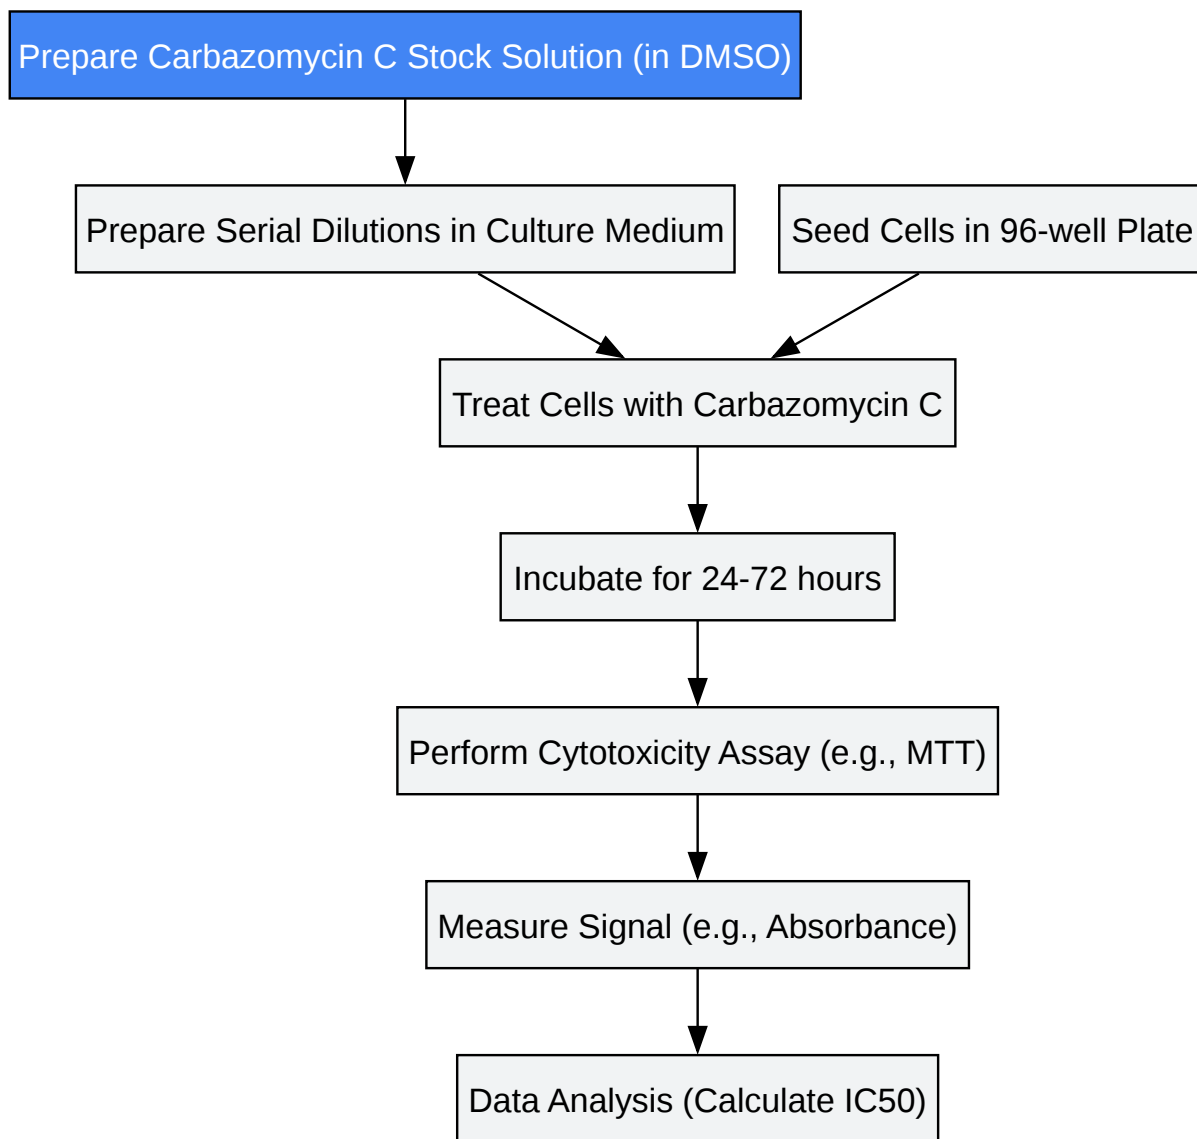 Prepare Carbazomycin C Stock Solution (in DMSO)
Prepare Serial Dilutions in Culture Medium
Seed Cells in 96-well Plate
Treat Cells with Carbazomycin C
Incubate for 24-72 hours
Perform Cytotoxicity Assay (e.g., MTT)
Measure Signal (e.g., Absorbance)
Data Analysis (Calculate IC50)